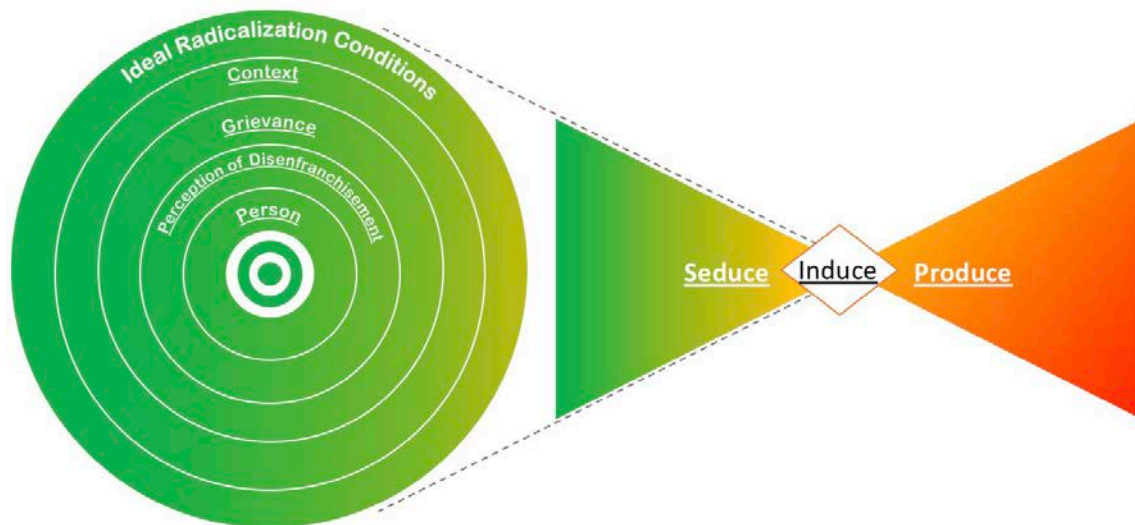 Ideal Radicalization Conditions
Context
Grievance
Perception of Disenfranchisement
Person
Seduce
Induce
Produce